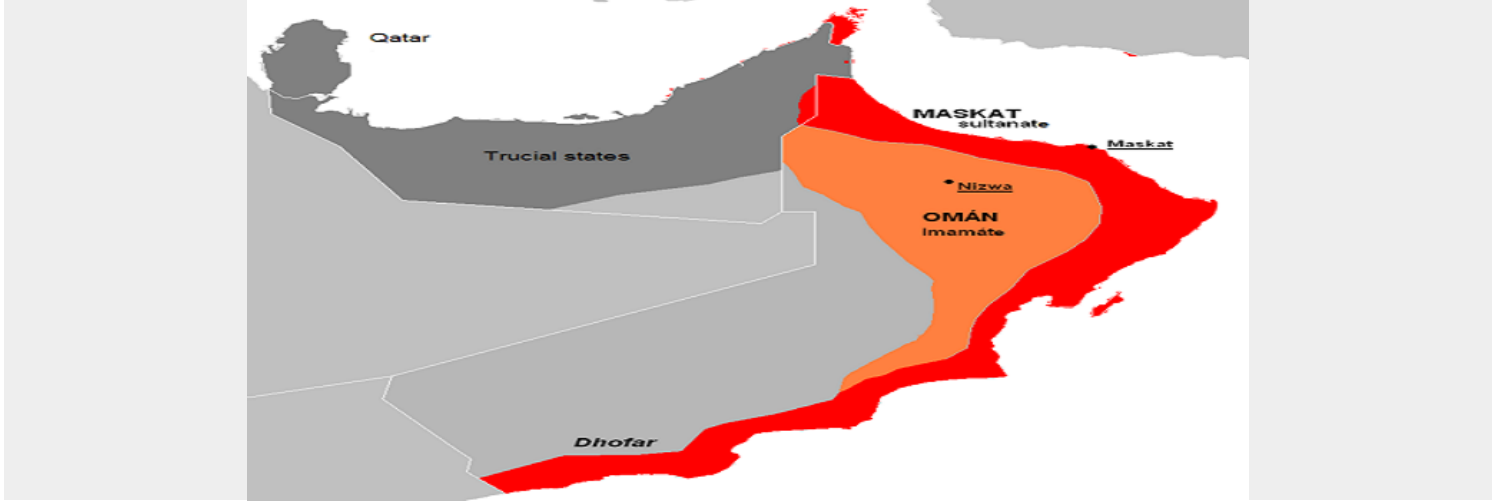 Qatar
MASKAT
sultanate
Maskat
Trucial states
Nizwa
OMÁN
Imamáte
Dhofar